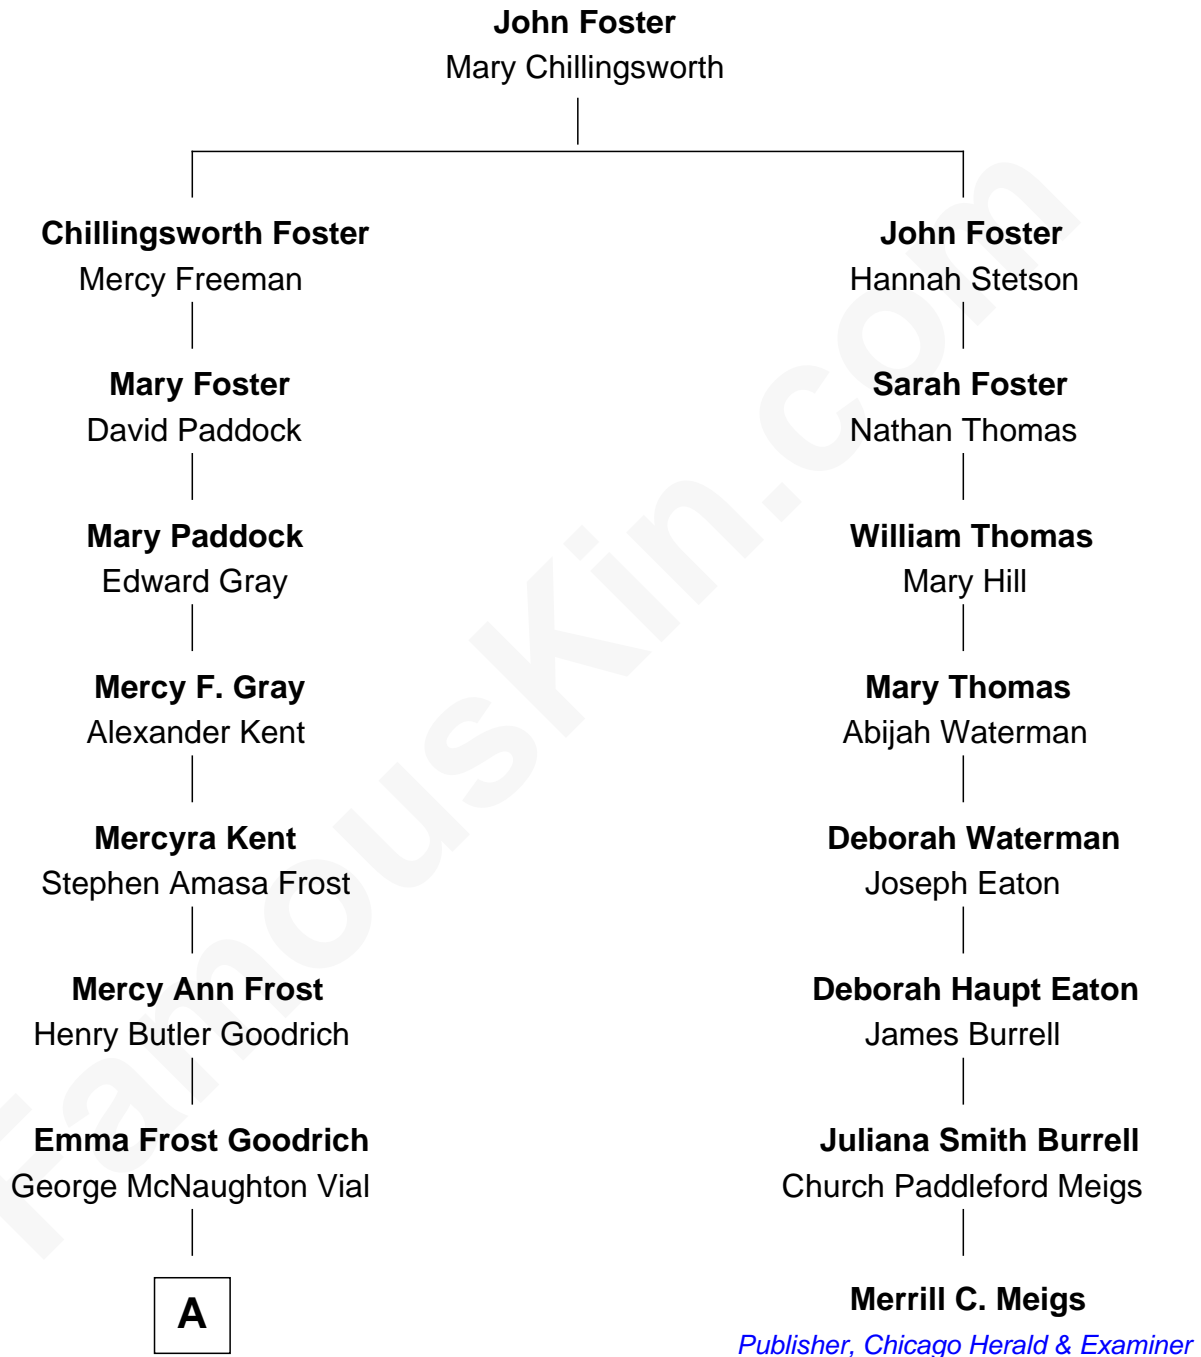 John Foster
Mary Chillingsworth
Chillingsworth Foster
Mercy Freeman
John Foster
Hannah Stetson
Mary Foster
David Paddock
Sarah Foster
Nathan Thomas
Mary Paddock
Edward Gray
William Thomas
Mary Hill
Mercy F. Gray
Alexander Kent
Mary Thomas
Abijah Waterman
Mercyra Kent
Stephen Amasa Frost
Deborah Waterman
Joseph Eaton
Mercy Ann Frost
Henry Butler Goodrich
Deborah Haupt Eaton
James Burrell
Emma Frost Goodrich
George McNaughton Vial
Juliana Smith Burrell
Church Paddleford Meigs
A
Merrill C. Meigs
Publisher, Chicago Herald & Examiner
FamousKin.com